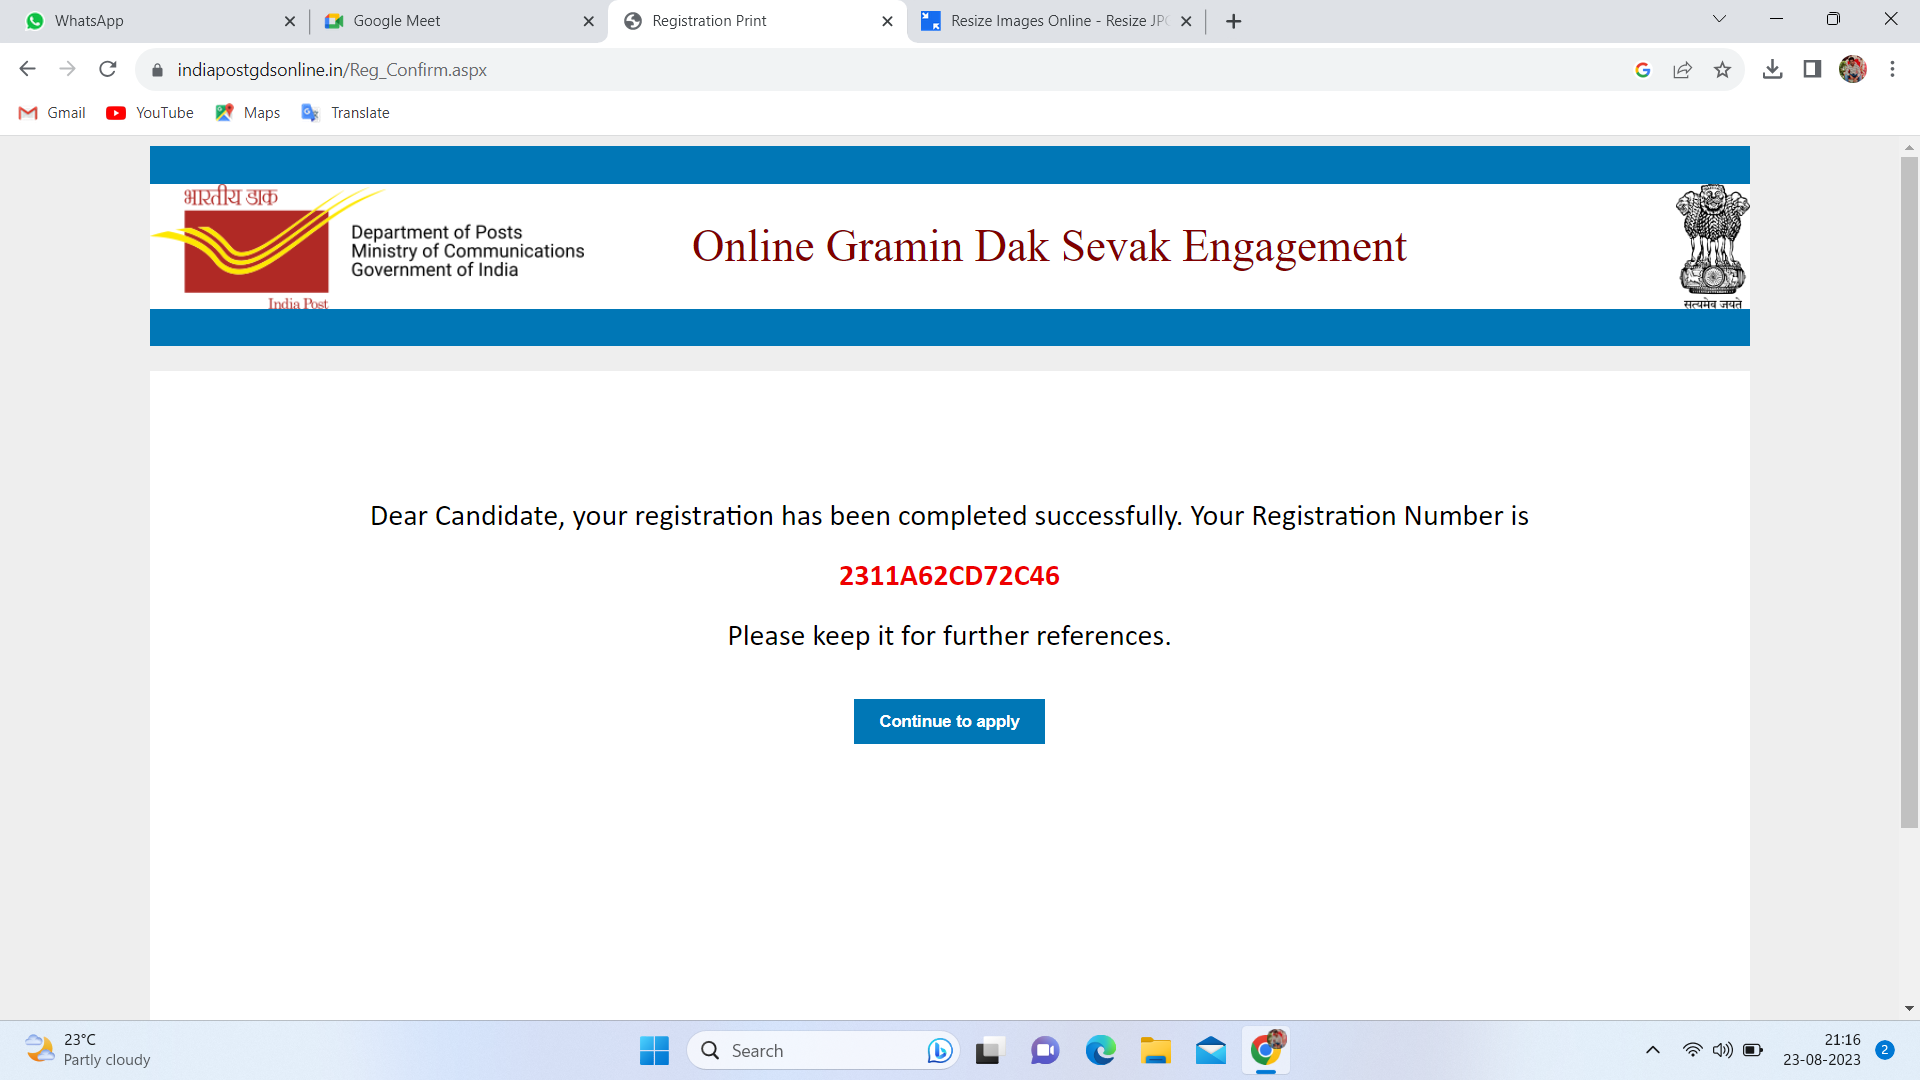 WhatsApp
Google Meet
Registration Print
Resize Images Online - Resize JP
indiapostgdsonline.in/Reg_Confirm.aspx
Gmail
YouTube
Maps
Translate
भारतीय डाक
Department of Posts
Ministry of Communications
Government of India
India Post
Online Gramin Dak Sevak Engagement
सत्यमेव जयते
Dear Candidate, your registration has been completed successfully. Your Registration Number is
2311A62CD72C46
Please keep it for further references.
Continue to apply
23°C
Partly cloudy
Search
21:16
23-08-2023
2